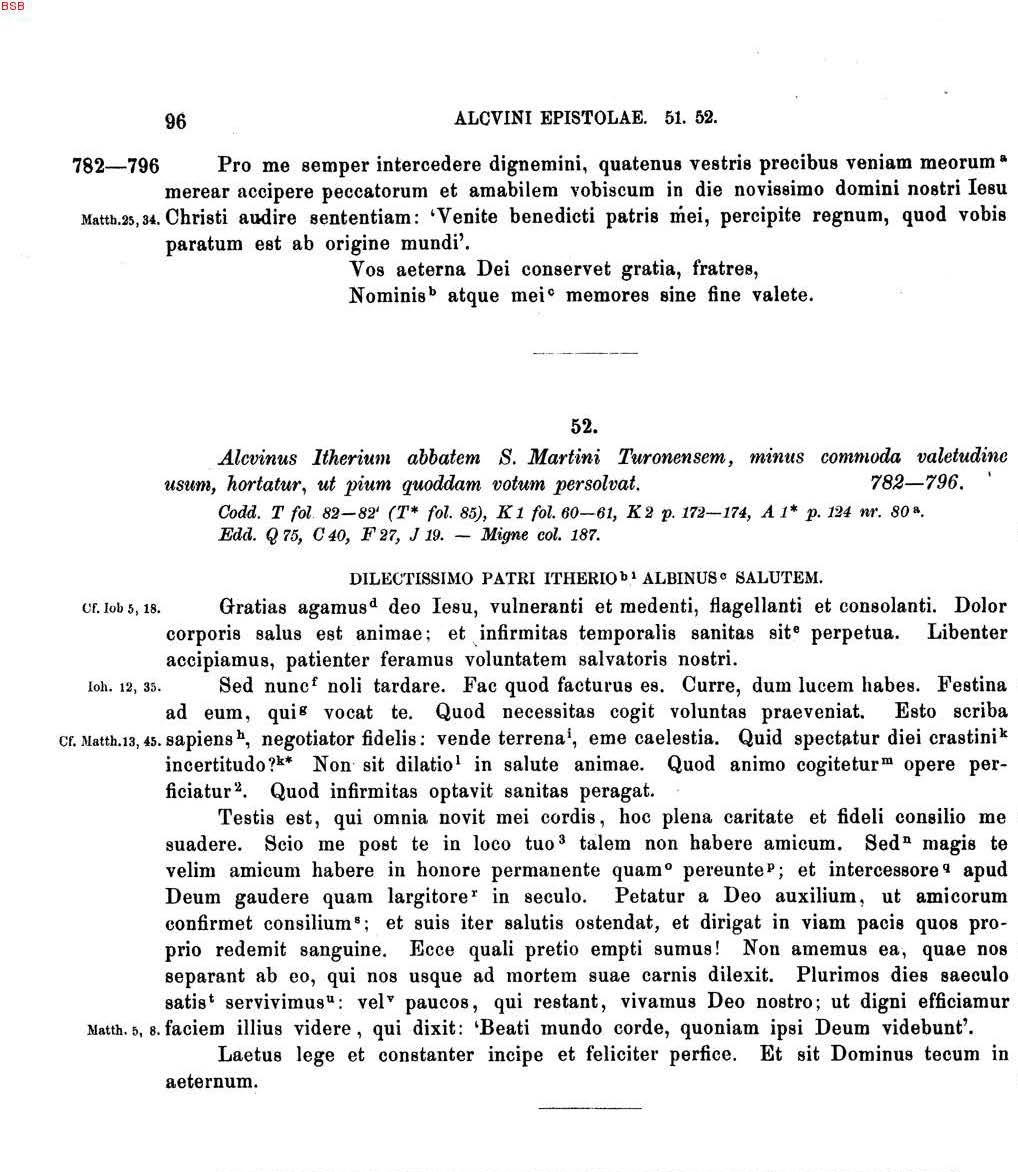 BSB
96 ALCVINI EPISTOLAE. 51. 52.
782—796 Pro me semper intercedere dignemini, quatenus vestris precibus veniam meorum ᵃ
merear accipere peccatorum et amabilem vobiscum in die novissimo domini nostri Iesu
Matth.25,34. Christi audire sententiam: ‘Venite benedicti patris mei, percipite regnum, quod vobis
paratum est ab origine mundi’.
Vos aeterna Dei conservet gratia, fratres,
Nominis ᵇ atque mei ᶜ memores sine fine valete.
52.
Alcvinus Itherium abbatem S. Martini Turonensem, minus commoda valetudine
usum, hortatur, ut pium quoddam votum persolvat. 782—796.
Codd. T fol. 82—82' (T* fol. 85), K 1 fol. 60—61, K 2 p. 172—174, A 1* p. 124 nr. 80 ᵃ.
Edd. Q 75, C 40, F 27, J 19. — Migne col. 187.
DILECTISSIMO PATRI ITHERIO ᵇ ¹ ALBINUS ᶜ SALUTEM.
Cf. Iob 5, 18. Gratias agamus ᵈ deo Iesu, vulneranti et medenti, flagellanti et consolanti. Dolor
corporis salus est animae; et infirmitas temporalis sanitas sit ᵉ perpetua. Libenter
accipiamus, patienter feramus voluntatem salvatoris nostri.
Ioh. 12, 35. Sed nunc ᶠ noli tardare. Fac quod facturus es. Curre, dum lucem habes. Festina
ad eum, qui ᵍ vocat te. Quod necessitas cogit voluntas praeveniat. Esto scriba
Cf. Matth.13, 45. sapiens ʰ, negotiator fidelis: vende terrena ⁱ, eme caelestia. Quid spectatur diei crastini ᵏ
incertitudo? ᵏ* Non sit dilatio ˡ in salute animae. Quod animo cogitetur ᵐ opere per-
ficiatur ². Quod infirmitas optavit sanitas peragat.
Testis est, qui omnia novit mei cordis, hoc plena caritate et fideli consilio me
suadere. Scio me post te in loco tuo ³ talem non habere amicum. Sed ⁿ magis te
velim amicum habere in honore permanente quam ᵒ pereunte ᵖ; et intercessore q apud
Deum gaudere quam largitore ʳ in seculo. Petatur a Deo auxilium, ut amicorum
confirmet consilium ˢ; et suis iter salutis ostendat, et dirigat in viam pacis quos pro-
prio redemit sanguine. Ecce quali pretio empti sumus! Non amemus ea, quae nos
separant ab eo, qui nos usque ad mortem suae carnis dilexit. Plurimos dies saeculo
satis ᵗ servivimus ᵘ: vel ᵛ paucos, qui restant, vivamus Deo nostro; ut digni efficiamur
Matth. 5, 8. faciem illius videre, qui dixit: ‘Beati mundo corde, quoniam ipsi Deum videbunt’.
Laetus lege et constanter incipe et feliciter perfice. Et sit Dominus tecum in
aeternum.